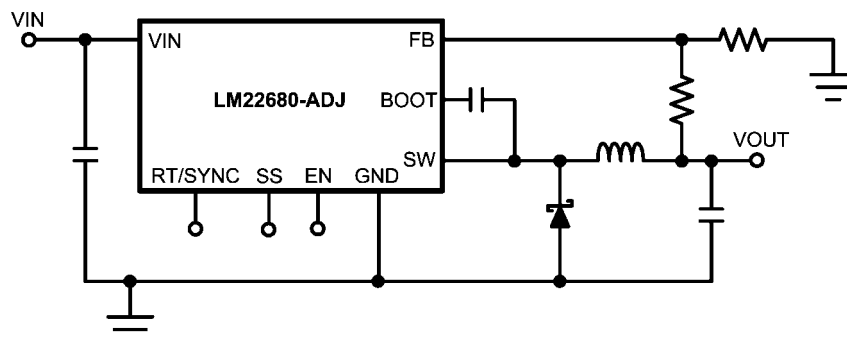 VIN
VIN
FB
LM22680-ADJ
BOOT
SW
VOUT
RT/SYNC SS EN GND